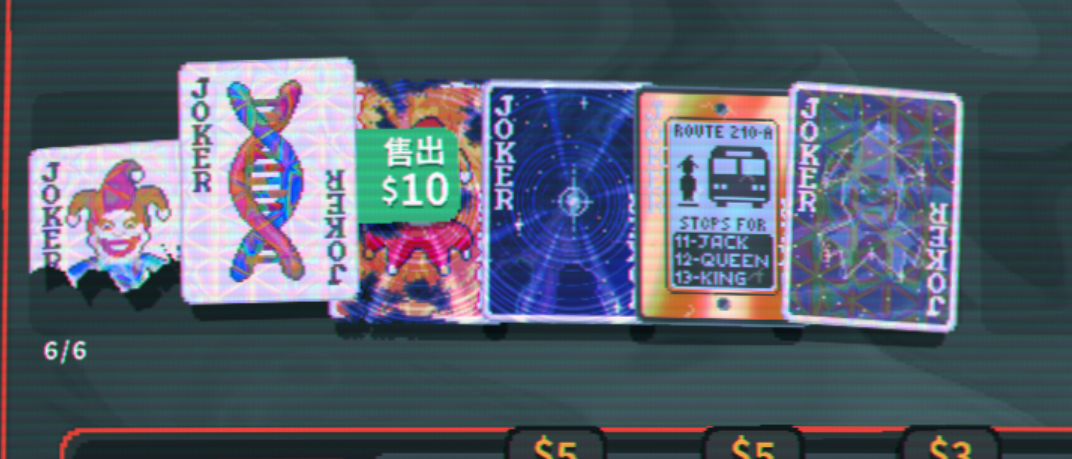 JOKER
JOKER
JOKER
售出
$10
JOKER
ROUTE 210-A
STOPS FOR
11-JACK
12-QUEEN
13-KING
JOKER
JOKER
6/6
$5
$5
$3